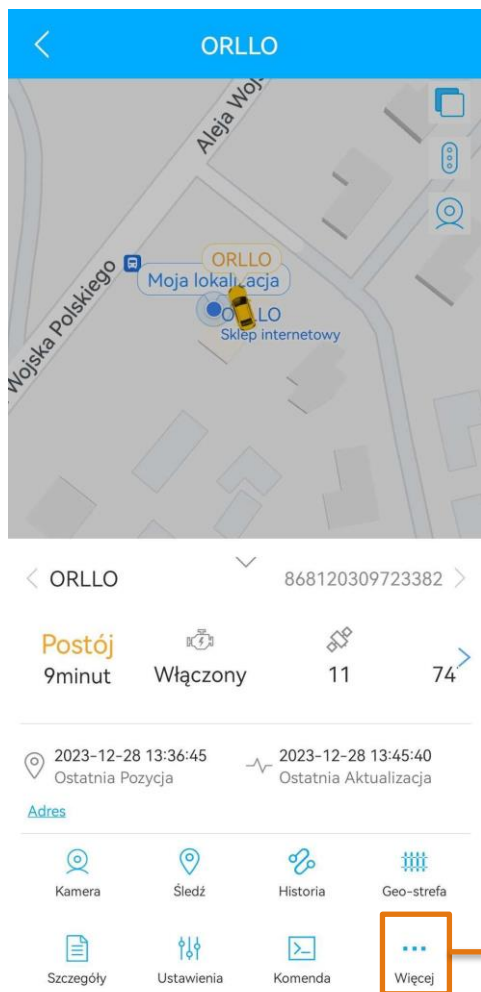 ORLLO
Aleja Woj
Wojska Polskiego
ORLLO
Moja lokalizacja
ORLLO
Sklep internetowy
ORLLO 868120309723382
Postój
9minut Włączony 11 74
2023-12-28 13:36:45 2023-12-28 13:45:40
Ostatnia Pozycja Ostatnia Aktualizacja
Adres
Kamera Śledź Historia Geo-strefa
Szczegóły Ustawienia Komenda Więcej